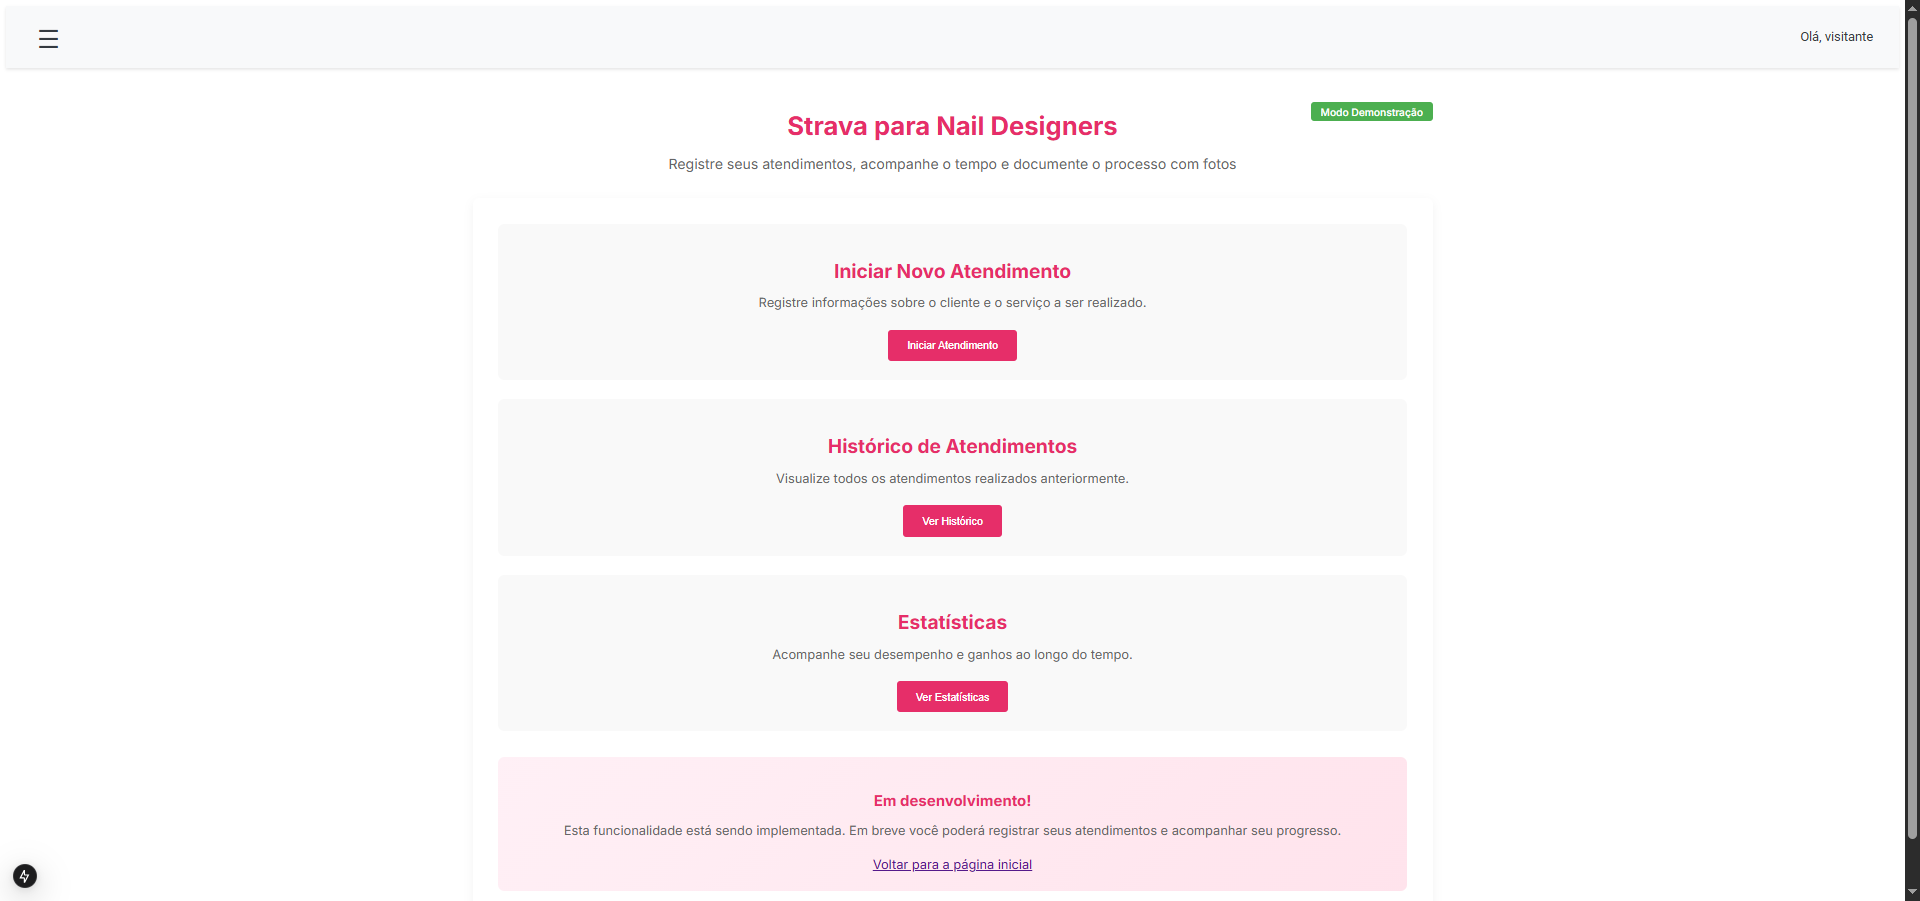 Olá, visitante
Modo Demonstração
Strava para Nail Designers
Registre seus atendimentos, acompanhe o tempo e documente o processo com fotos
Iniciar Novo Atendimento
Registre informações sobre o cliente e o serviço a ser realizado.
Iniciar Atendimento
Histórico de Atendimentos
Visualize todos os atendimentos realizados anteriormente.
Ver Histórico
Estatísticas
Acompanhe seu desempenho e ganhos ao longo do tempo.
Ver Estatísticas
Em desenvolvimento!
Esta funcionalidade está sendo implementada. Em breve você poderá registrar seus atendimentos e acompanhar seu progresso.
Voltar para a página inicial